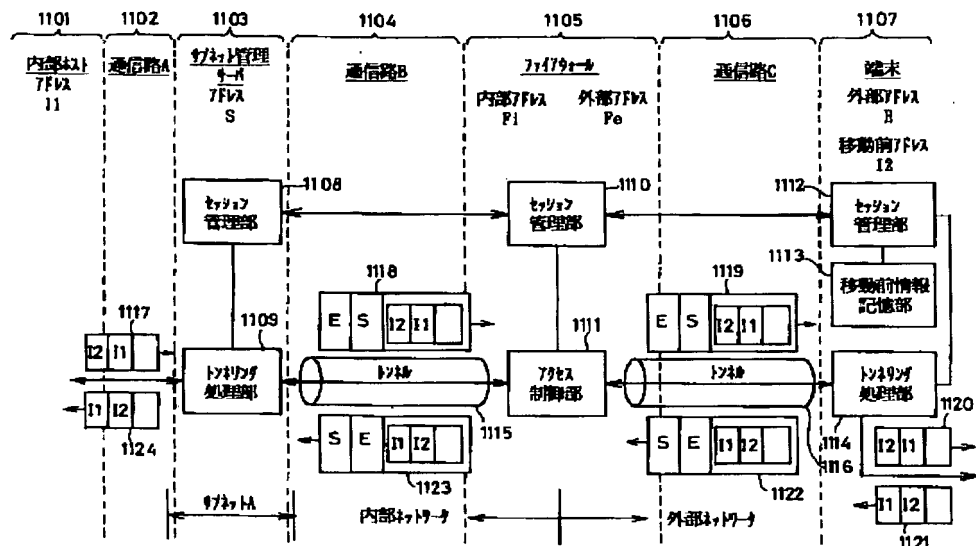 1101 1102 1103 1104 1105 1106 1107
内部ホスト
アドレス
I1
通信路A
サブネット管理
サーバ
アドレス
S
通信路B
ファイアウォール
内部アドレス
Fi
外部アドレス
Fe
通信路C
端末
外部アドレス
E
移動前アドレス
I2
1108
セッション
管理部
1110
セッション
管理部
1112
セッション
管理部
1113
移動前情報
記憶部
1117
I2 I1
1109
トンネリング
処理部
I1 I2
1124
1118
E S I2 I1
トンネル
1115
S E I1 I2
1123
1111
アクセス
制御部
1119
E S I2 I1
トンネル
1116
S E I1 I2
1122
トンネリング
処理部
1114
1120
I2 I1
I1 I2
1121
サブネットA
内部ネットワーク
外部ネットワーク